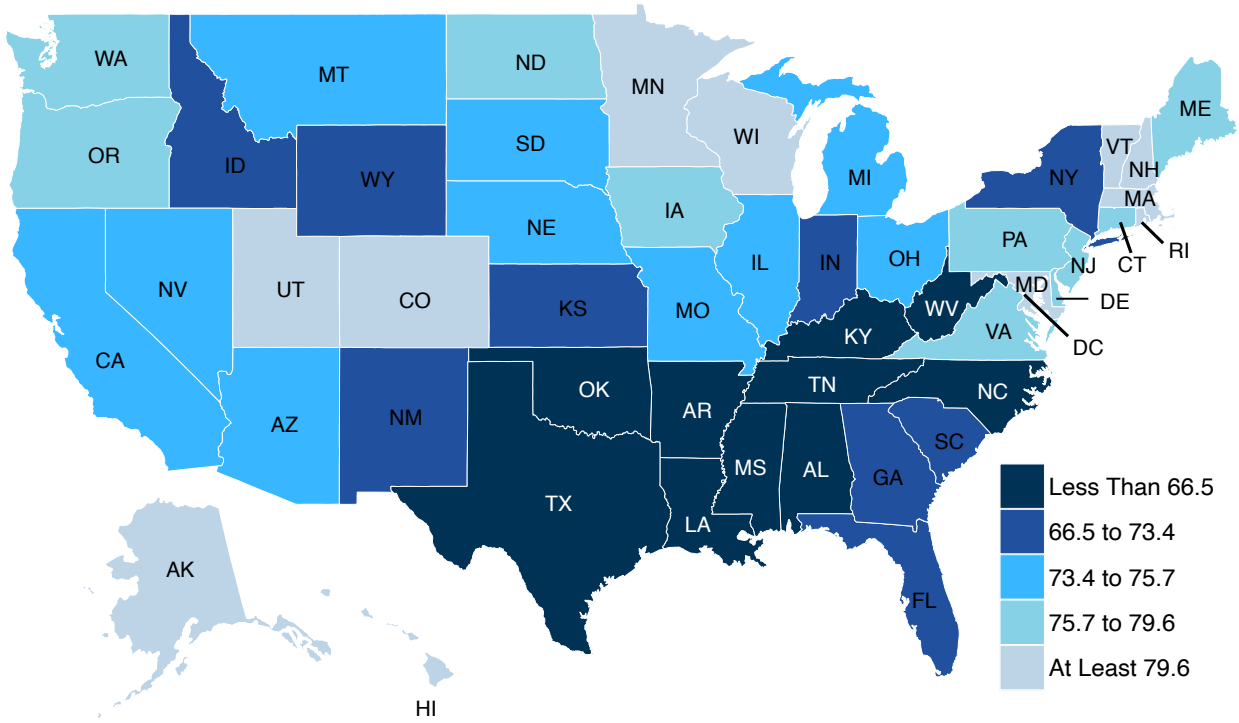 WA
MT
ND
MN
ME
OR
ID
WY
SD
WI
MI
NY
VT
NH
MA
RI
CT
NE
IA
PA
NJ
NV
UT
CO
KS
MO
IL
IN
OH
MD
DE
DC
WV
VA
CA
KY
AZ
NM
OK
AR
TN
NC
SC
TX
LA
MS
AL
GA
FL
AK
HI
Less Than 66.5
66.5 to 73.4
73.4 to 75.7
75.7 to 79.6
At Least 79.6